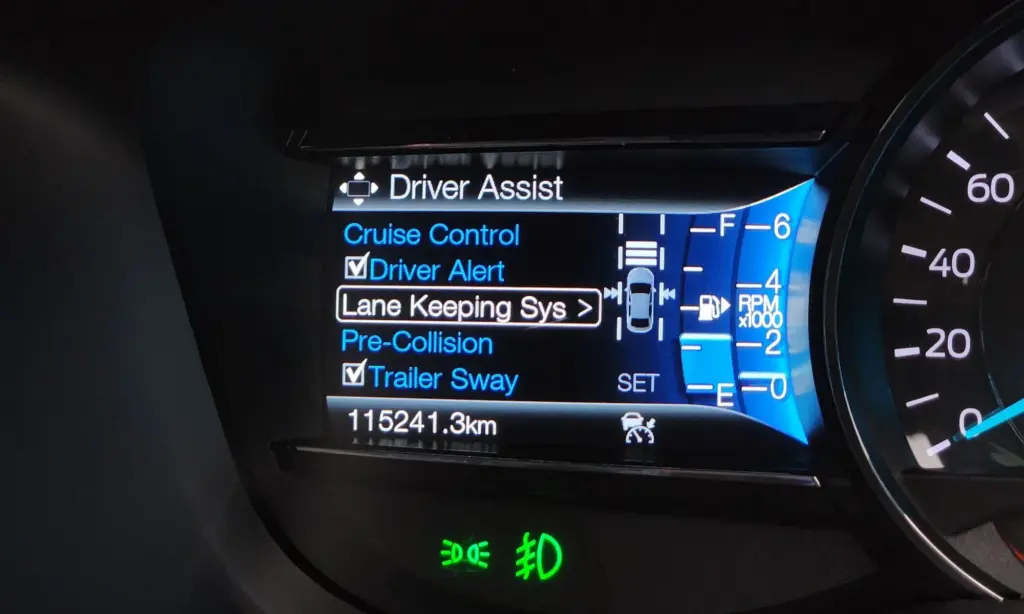 Driver Assist
Cruise Control
Driver Alert
Lane Keeping Sys >
Pre-Collision
Trailer Sway
SET
115241.3km
F
E
6
4
RPM
x1000
2
0
60
40
20
0